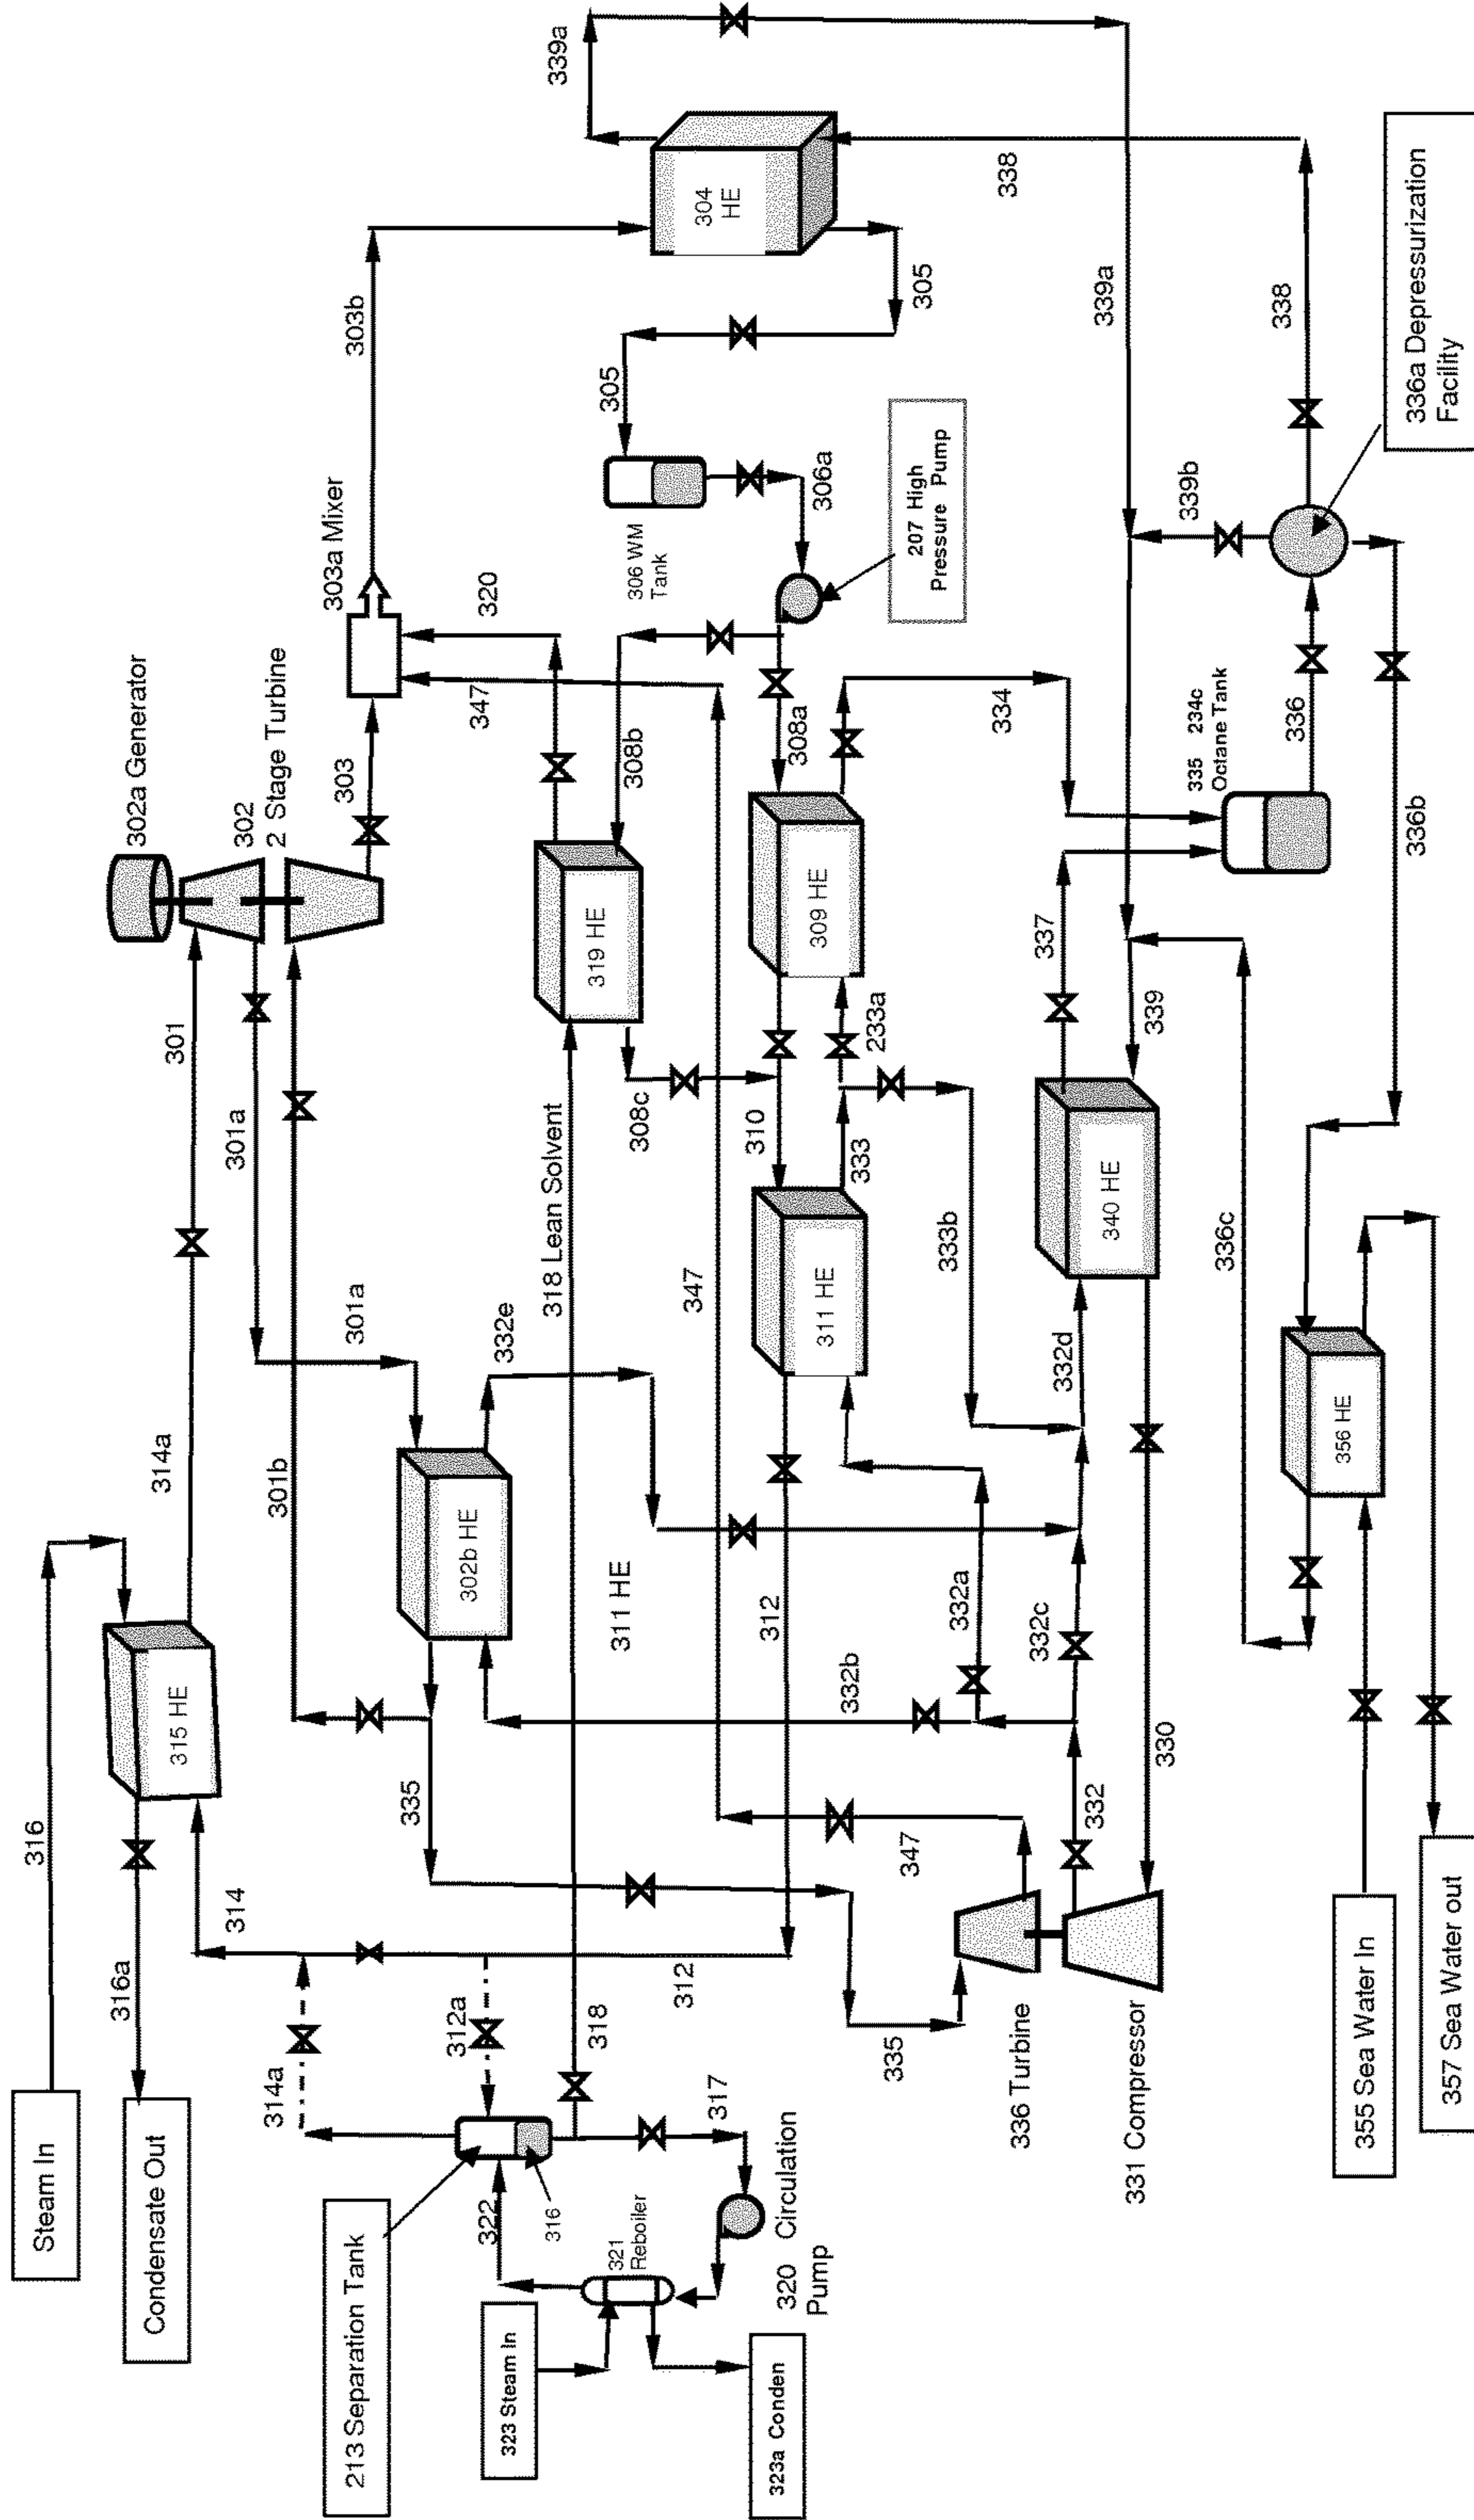 Steam In
316
Condensate Out
316a
314
315 HE
314a
301
302a Generator
302
2 Stage Turbine
301a
301b
301a
303
303a Mixer
303b
339a
304
HE
338
305
305
306 WM
Tank
306a
207 High
Pressure Pump
320
347
308b
308a
319 HE
318 Lean Solvent
308c
310
309 HE
233a
333
334
311 HE
333b
302b HE
332e
311 HE
335
332b
332a
332c
332d
347
312
312
312a
314a
213 Separation Tank
316
322
318
317
321
Reboiler
320 Circulation
Pump
323 Steam In
323a Conden
335
336 Turbine
331 Compressor
347
332
330
340 HE
337
339
339a
335 234c
Octane Tank
336
339b
338
336a Depressurization
Facility
336b
336c
356 HE
355 Sea Water In
357 Sea Water out